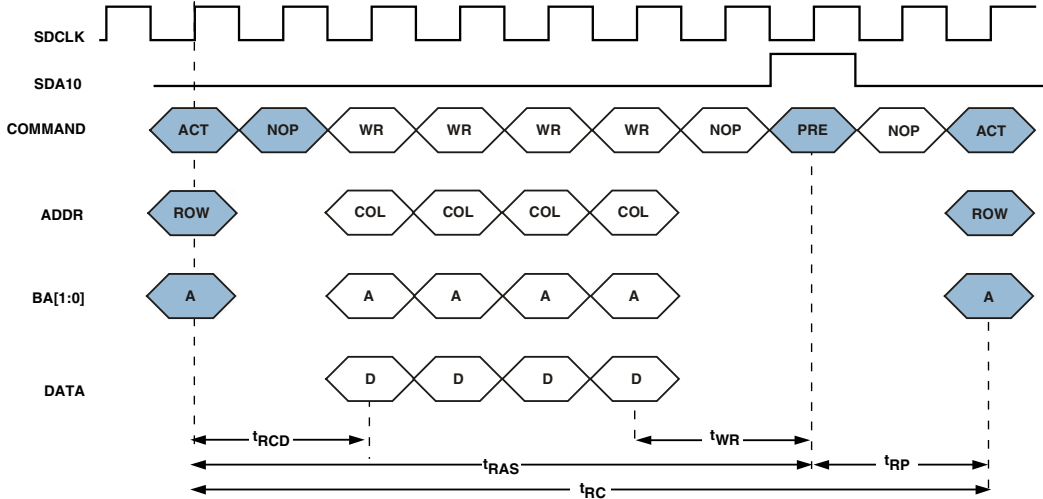 SDCLK
SDA10
COMMAND ACT NOP WR WR WR WR NOP PRE NOP ACT
ADDR ROW COL COL COL COL ROW
BA[1:0] A A A A A A
DATA D D D D
tRCD tWR
tRAS tRP
tRC